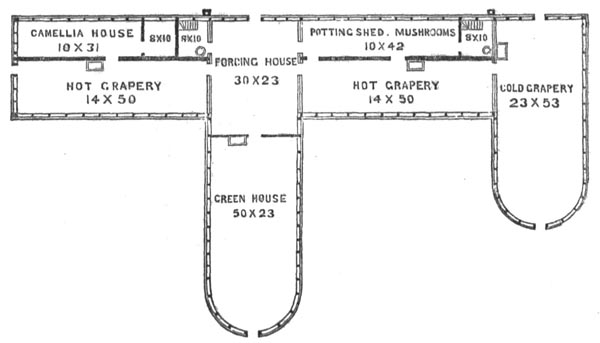 CAMELLIA HOUSE
10 X 31
8X10
8X10
FORCING HOUSE
30 X 23
POTTING SHED. MUSHROOMS
10 X 42
8X10
HOT GRAPERY
14 X 50
HOT GRAPERY
14 X 50
COLD GRAPERY
23 X 53
GREEN HOUSE
50 X 23